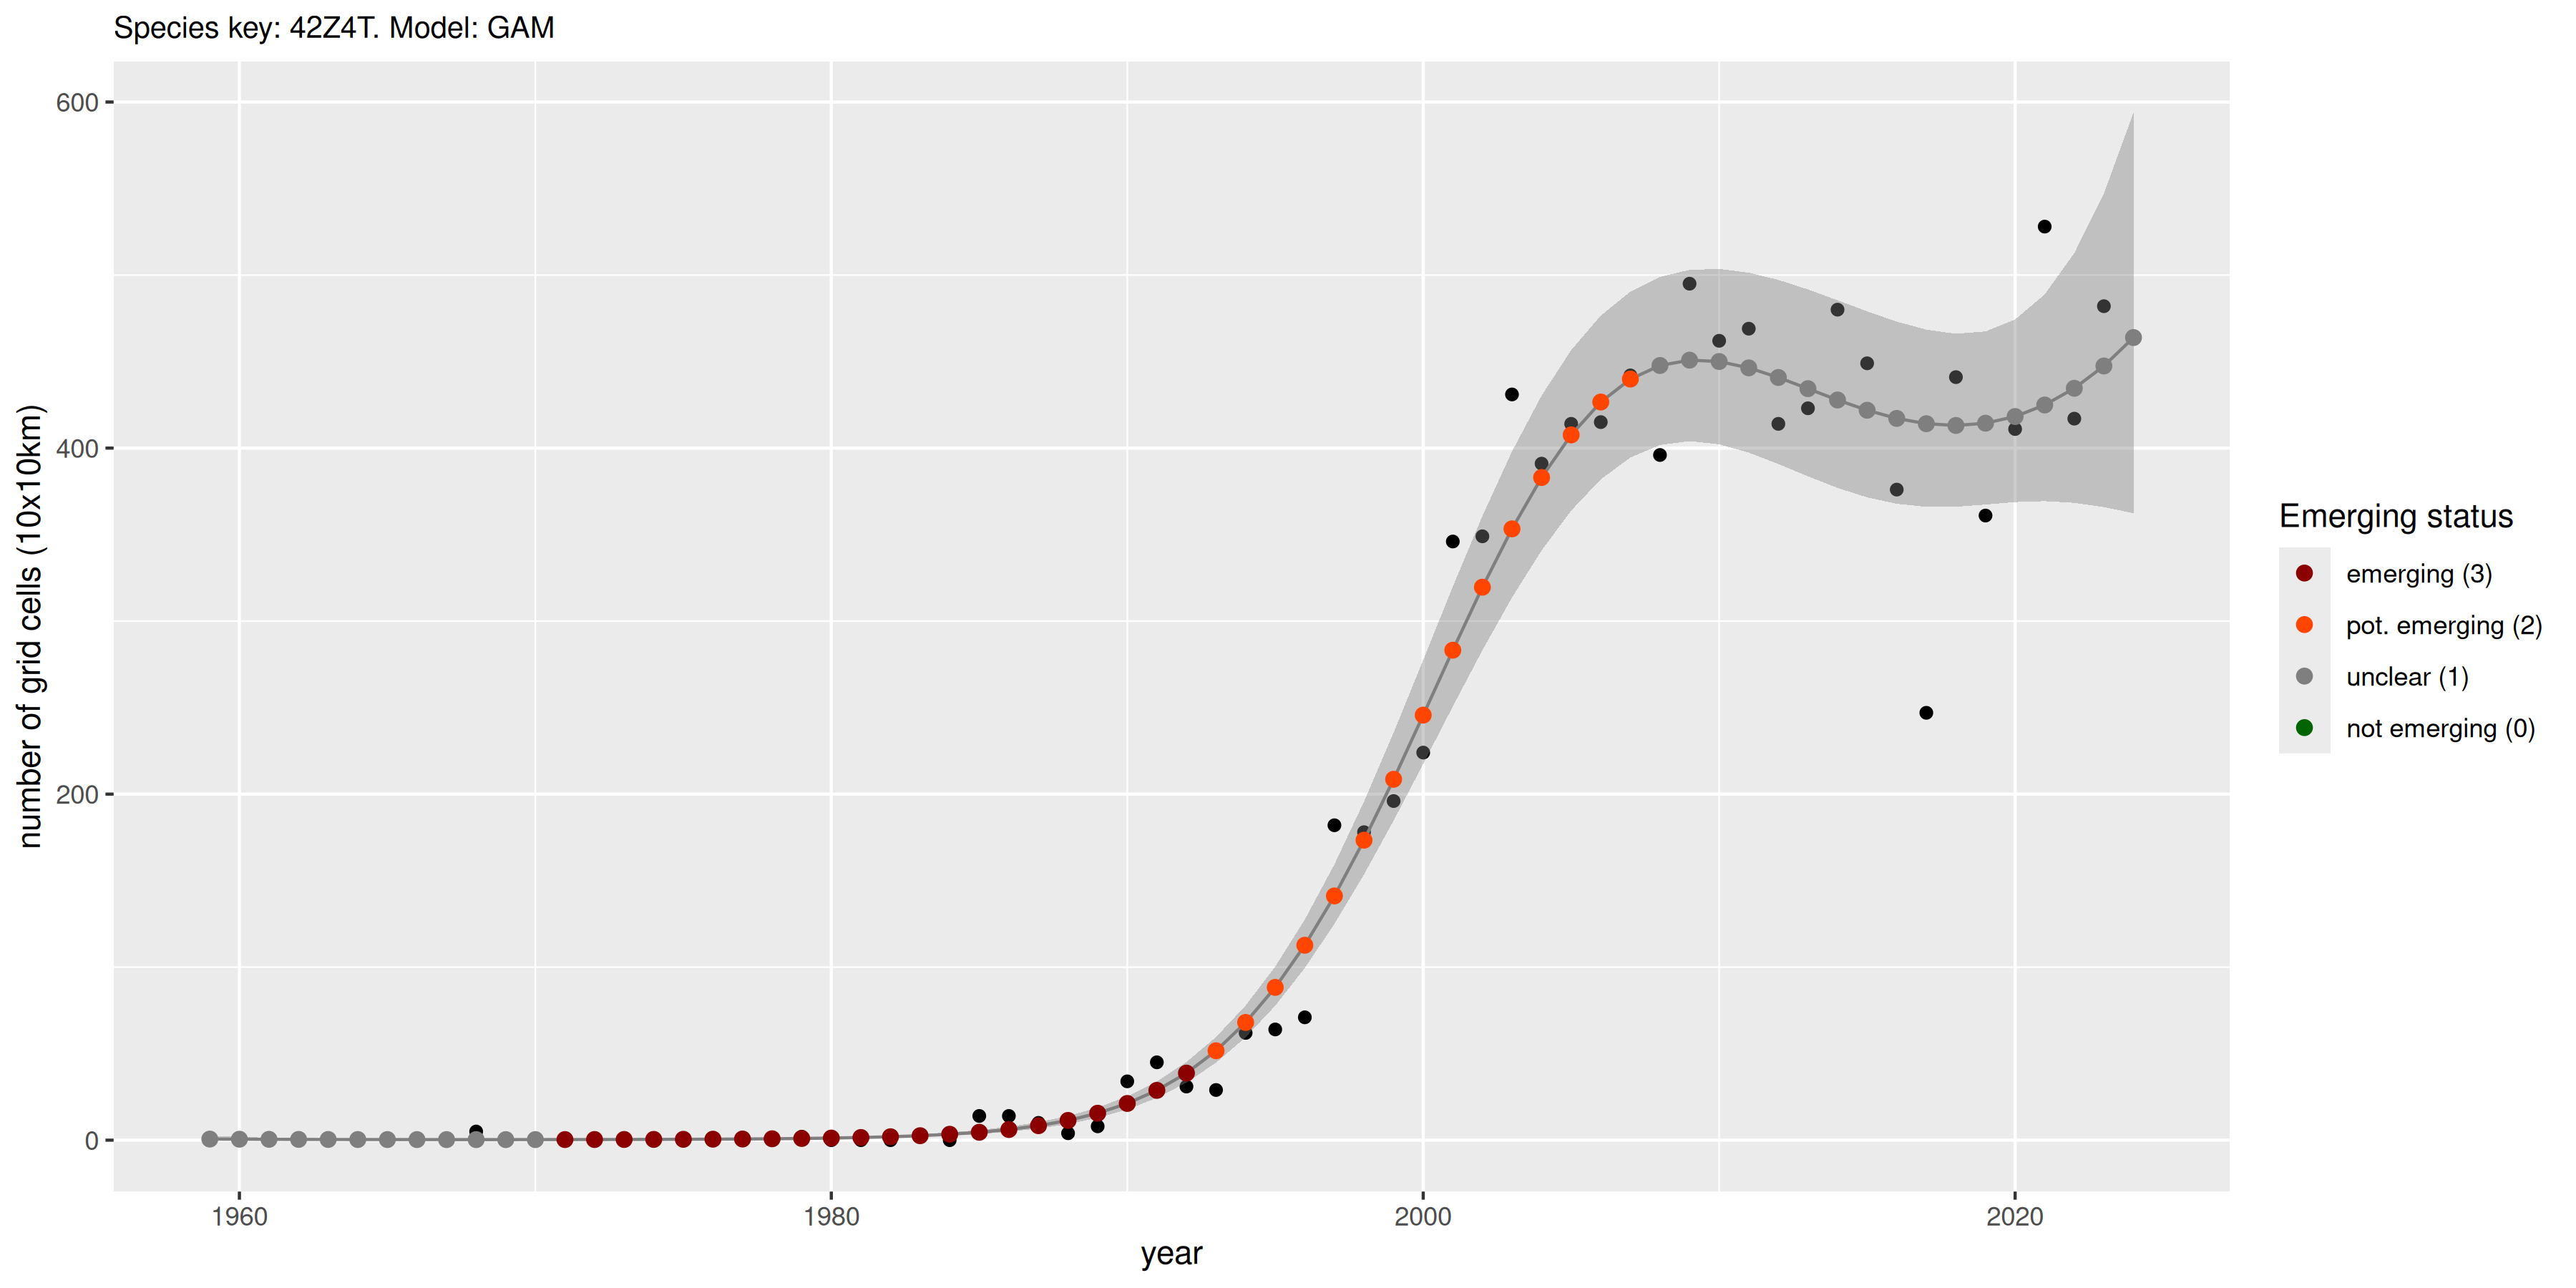 Species key: 42Z4T. Model: GAM
number of grid cells (10x10km)
600
400
200
0
1960
1980
2000
2020
year
Emerging status
emerging (3)
pot. emerging (2)
unclear (1)
not emerging (0)